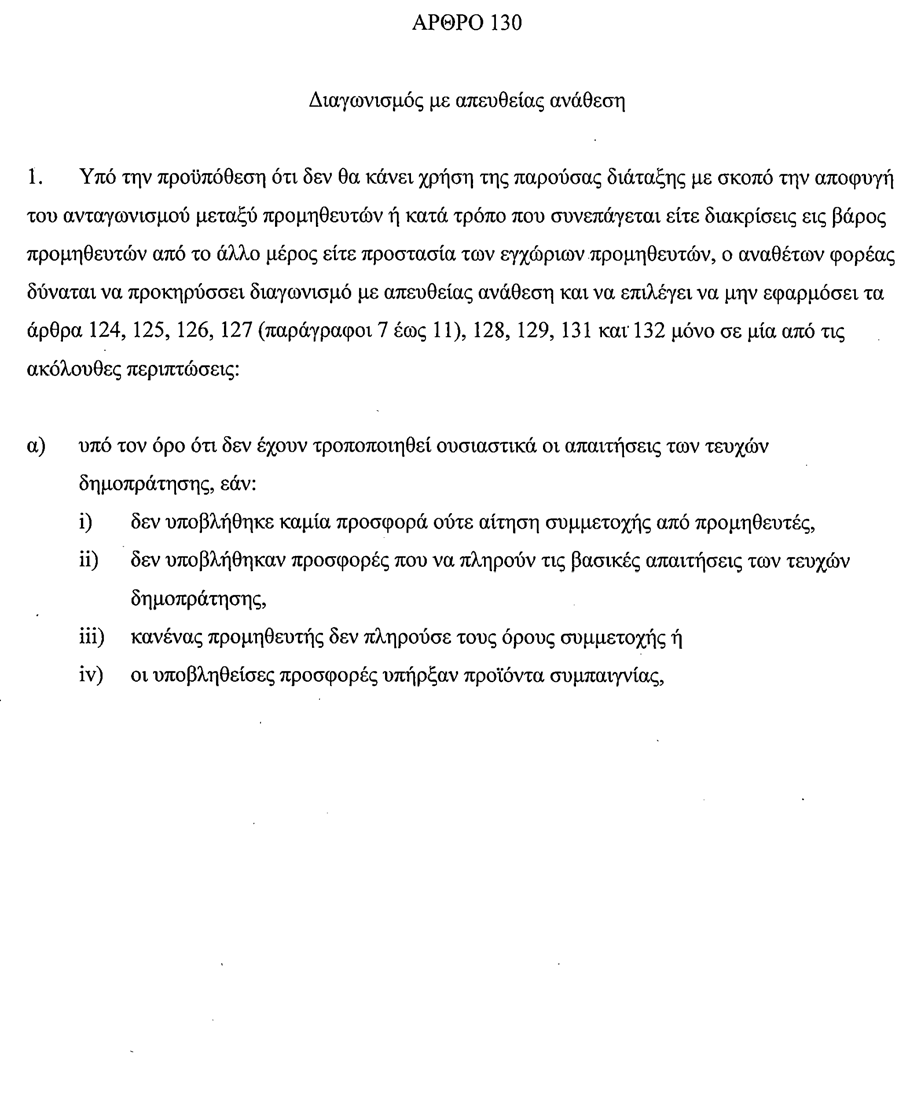 ΑΡΘΡΟ 130
Διαγωνισμός με απευθείας ανάθεση
1. Υπό την προϋπόθεση ότι δεν θα κάνει χρήση της παρούσας διάταξης με σκοπό την αποφυγή
του ανταγωνισμού μεταξύ προμηθευτών ή κατά τρόπο που συνεπάγεται είτε διακρίσεις εις βάρος
προμηθευτών από το άλλο μέρος είτε προστασία των εγχώριων προμηθευτών, ο αναθέτων φορέας
δύναται να προκηρύσσει διαγωνισμό με απευθείας ανάθεση και να επιλέγει να μην εφαρμόσει τα
άρθρα 124, 125, 126, 127 (παράγραφοι 7 έως 11), 128, 129, 131 και 132 μόνο σε μία από τις
ακόλουθες περιπτώσεις:
α) υπό τον όρο ότι δεν έχουν τροποποιηθεί ουσιαστικά οι απαιτήσεις των τευχών
δημοπράτησης, εάν:
i) δεν υποβλήθηκε καμία προσφορά ούτε αίτηση συμμετοχής από προμηθευτές,
ii) δεν υποβλήθηκαν προσφορές που να πληρούν τις βασικές απαιτήσεις των τευχών
δημοπράτησης,
iii) κανένας προμηθευτής δεν πληρούσε τους όρους συμμετοχής ή
iv) οι υποβληθείσες προσφορές υπήρξαν προϊόντα συμπαιγνίας,